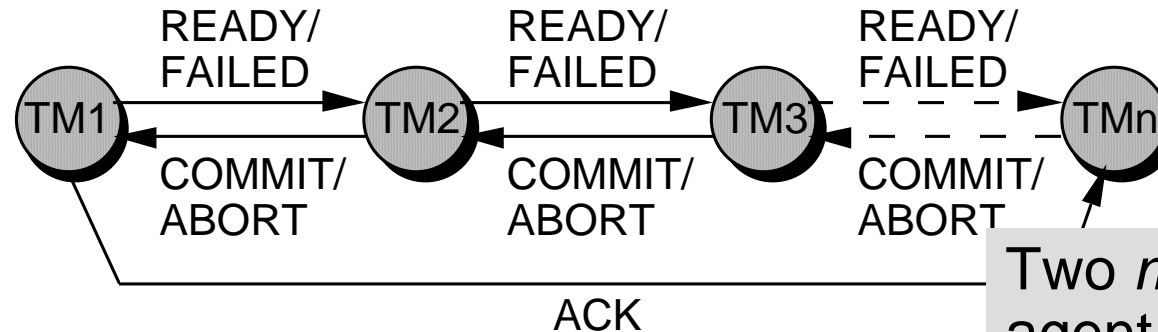 READY/
FAILED
READY/
FAILED
READY/
FAILED
TM1
TM2
TM3
TMn
COMMIT/
ABORT
COMMIT/
ABORT
COMMIT/
ABORT
Two
ACK
agent